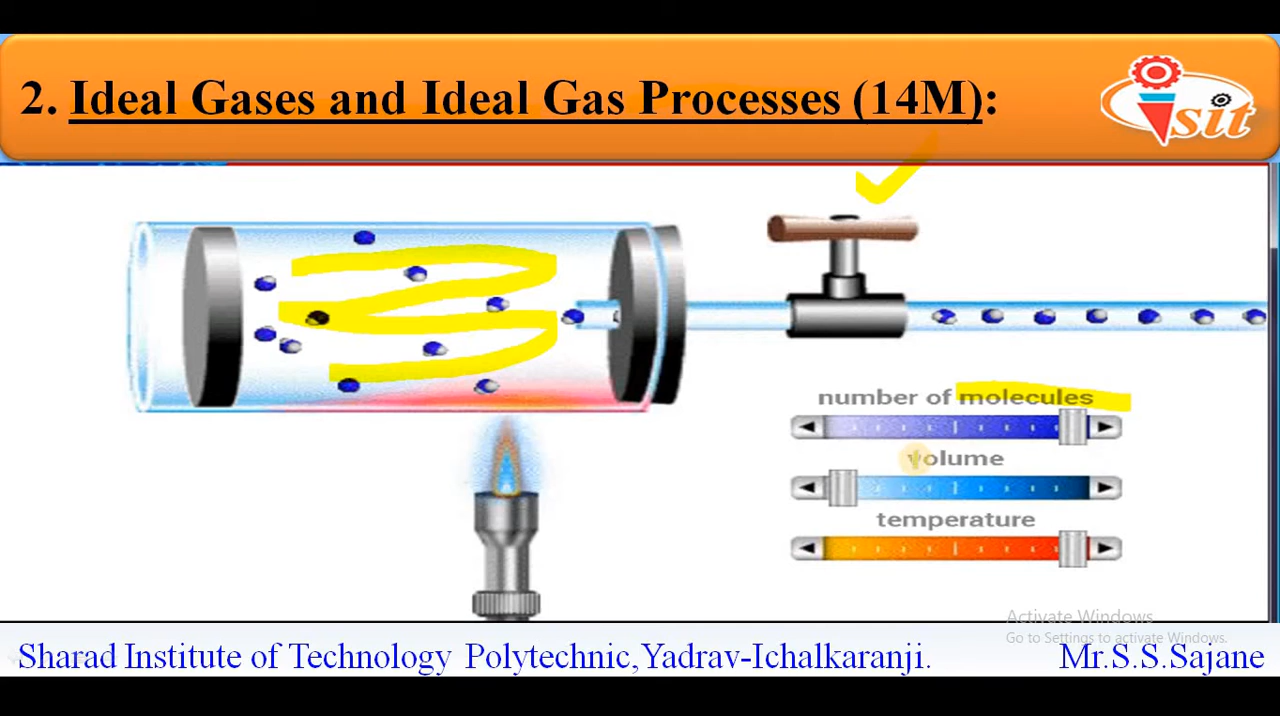 2. Ideal Gases and Ideal Gas Processes (14M):
sit
number of molecules
volume
temperature
Activate Windows
Go to Settings to activate Windows.
Sharad Institute of Technology Polytechnic,Yadrav-Ichalkaranji. Mr.S.S.Sajane